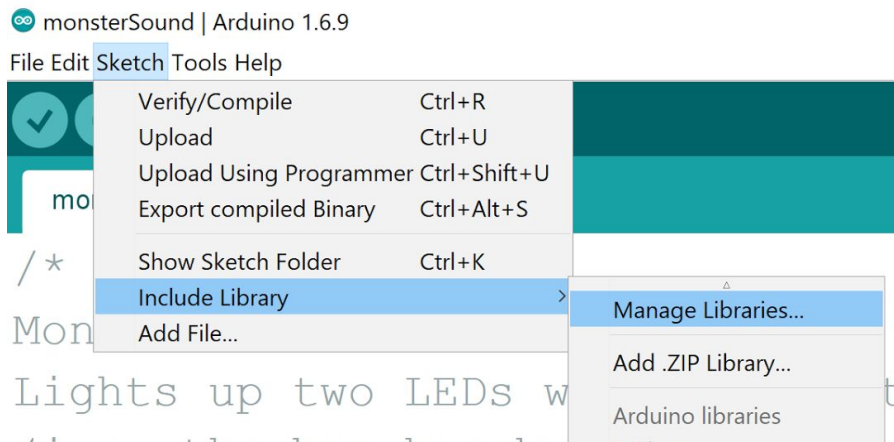 monsterSound | Arduino 1.6.9
File Edit Sketch Tools Help
Verify/Compile Ctrl+R
Upload Ctrl+U
Upload Using Programmer Ctrl+Shift+U
Export compiled Binary Ctrl+Alt+S
Show Sketch Folder Ctrl+K
Include Library >
Add File...
Manage Libraries...
Add .ZIP Library...
Arduino libraries
mo
/*
Mon
Lights up two LEDs w